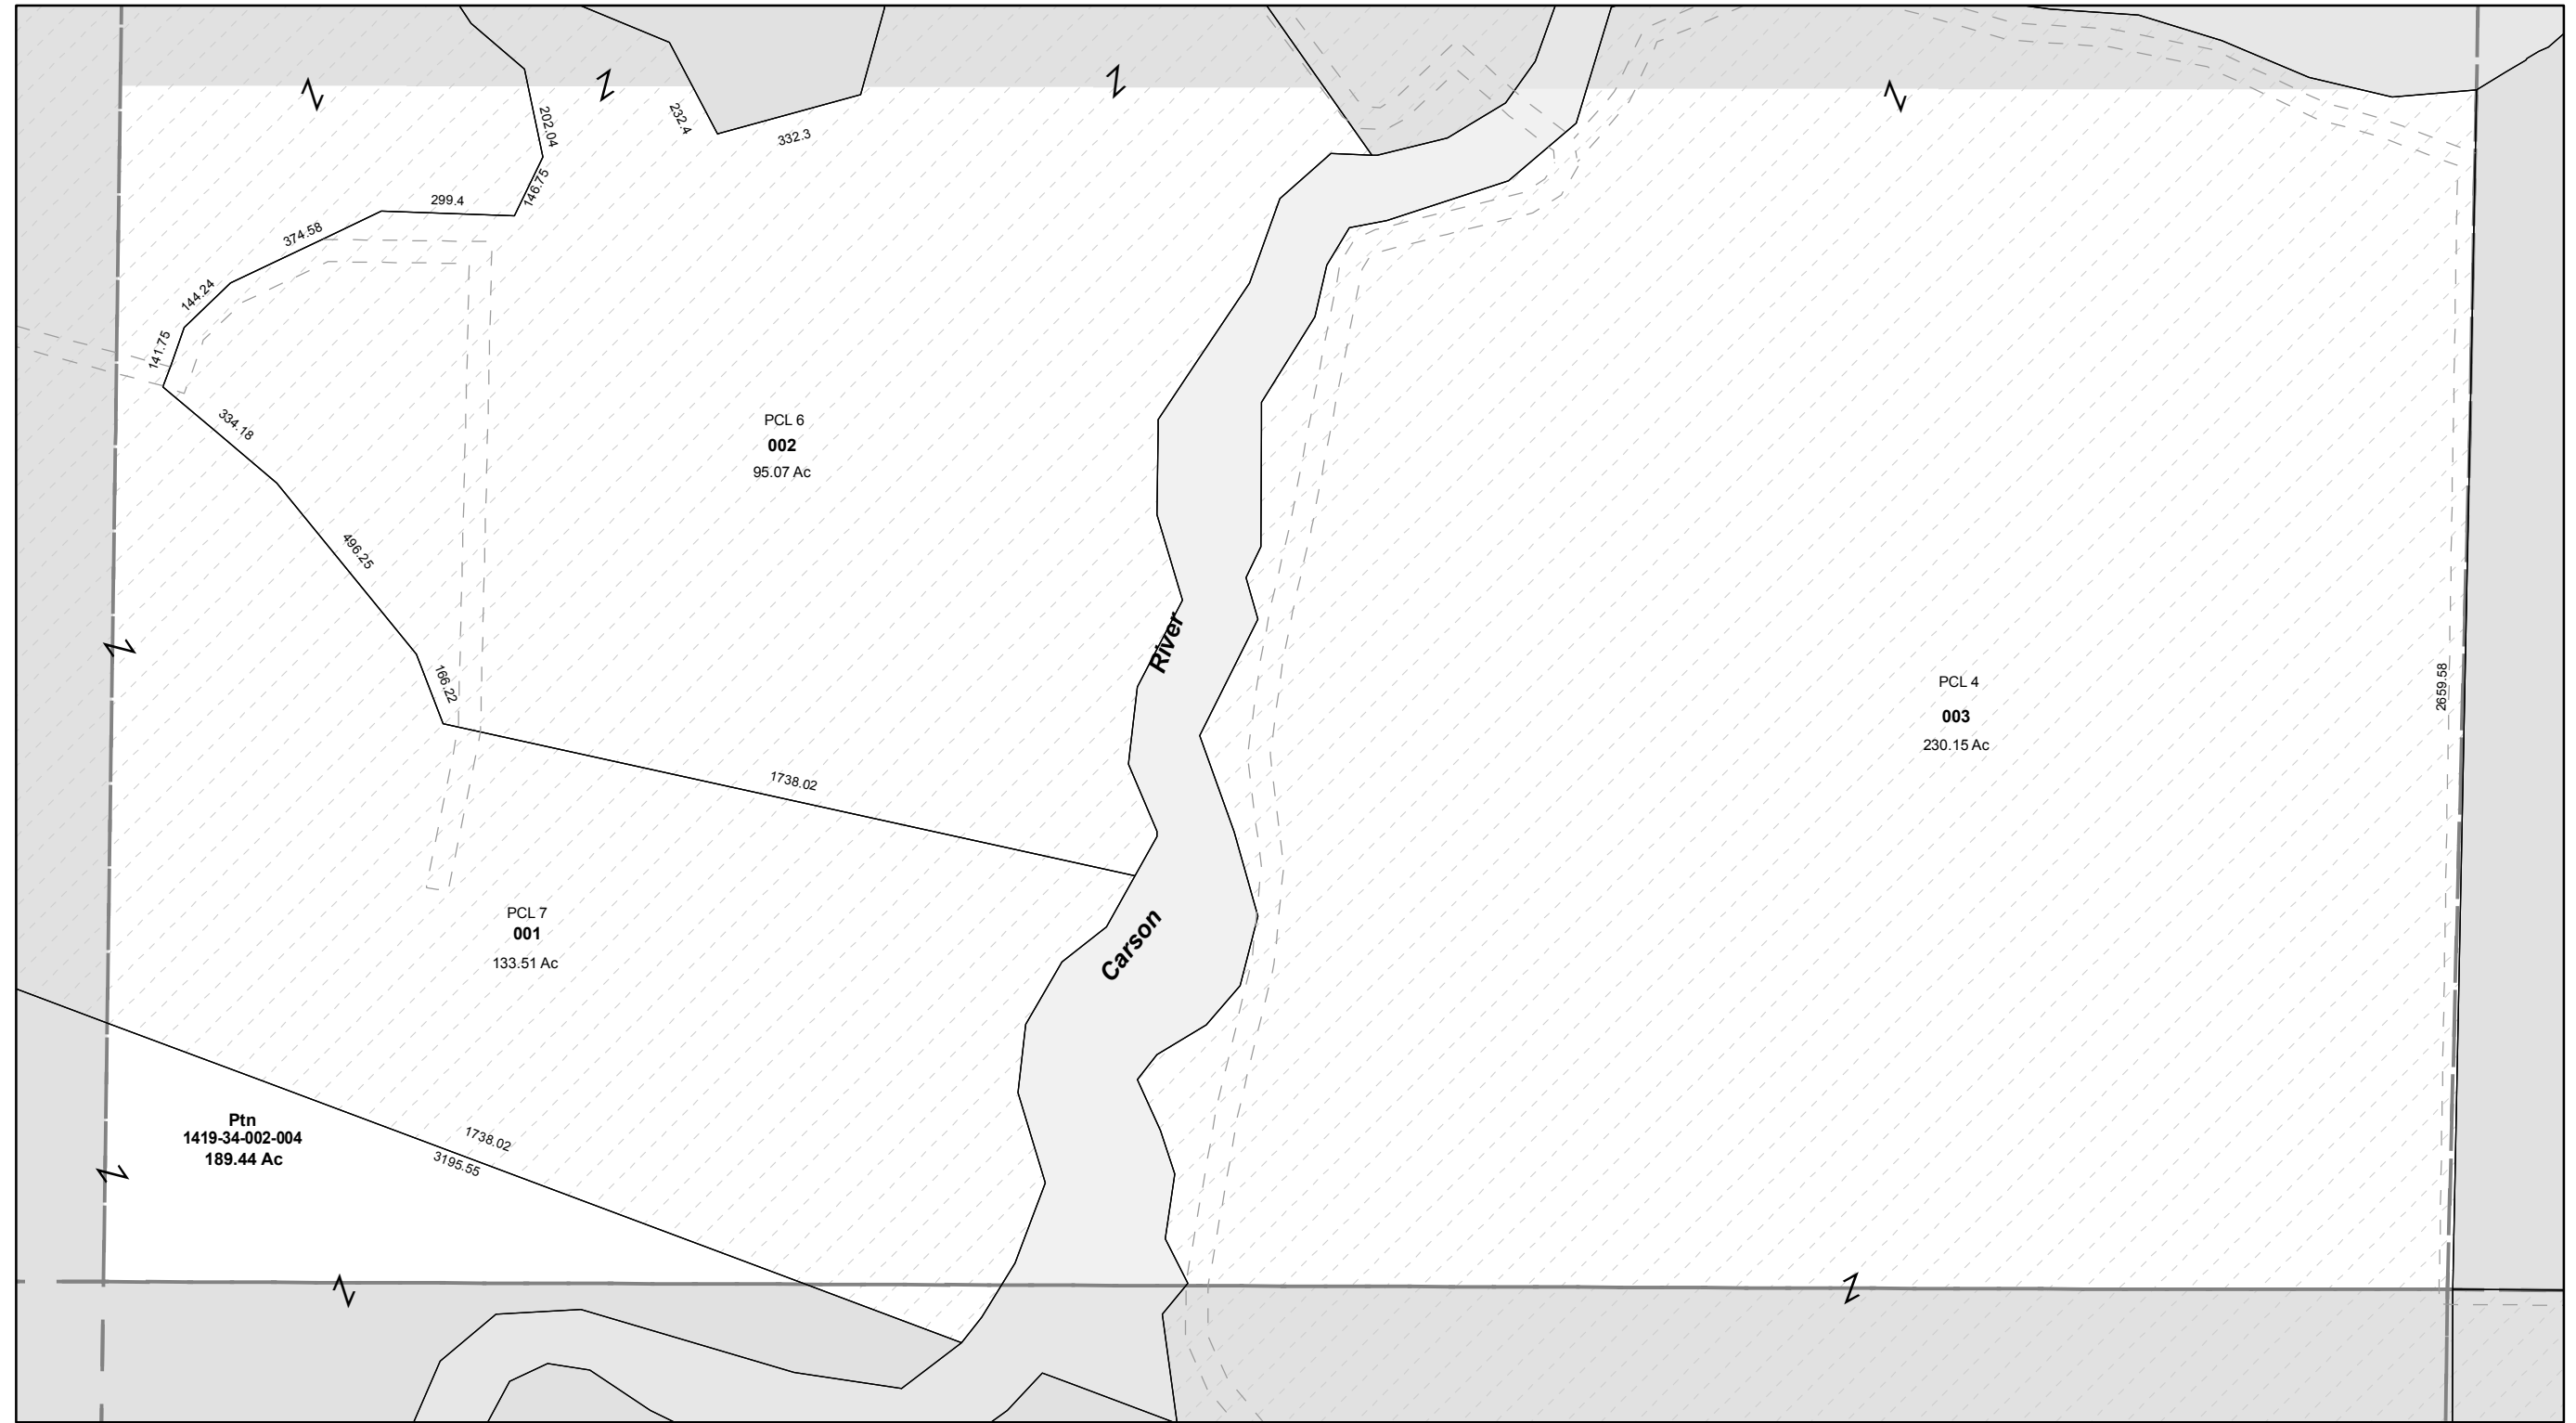 202.04
232.4
332.3
146.75
299.4
374.58
144.24
141.75
334.18
496.25
166.22
PCL 6
002
95.07 Ac
River
PCL 4
003
230.15 Ac
2659.58
1738.02
PCL 7
001
133.51 Ac
Carson
Ptn
1419-34-002-004
189.44 Ac
1738.02
3195.55